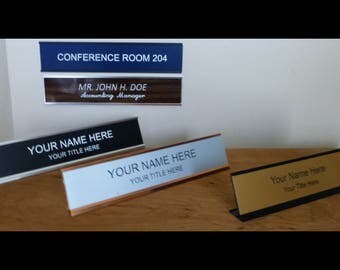 CONFERENCE ROOM 204
MR. JOHN H. DOE
Accounting Manager
YOUR NAME HERE
YOUR TITLE HERE
YOUR NAME HERE
YOUR TITLE HERE
Your Name Here
Your Title Here